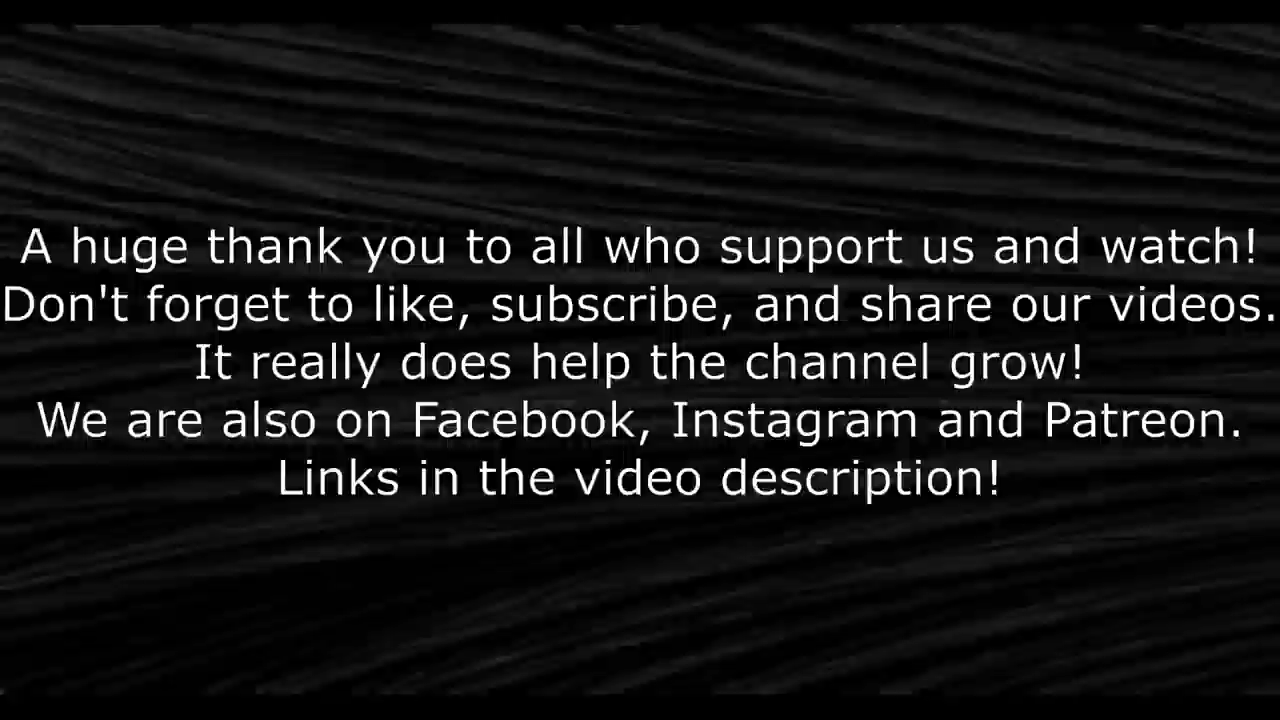 A huge thank you to all who support us and watch!
Don't forget to like, subscribe, and share our videos.
It really does help the channel grow!
We are also on Facebook, Instagram and Patreon.
Links in the video description!